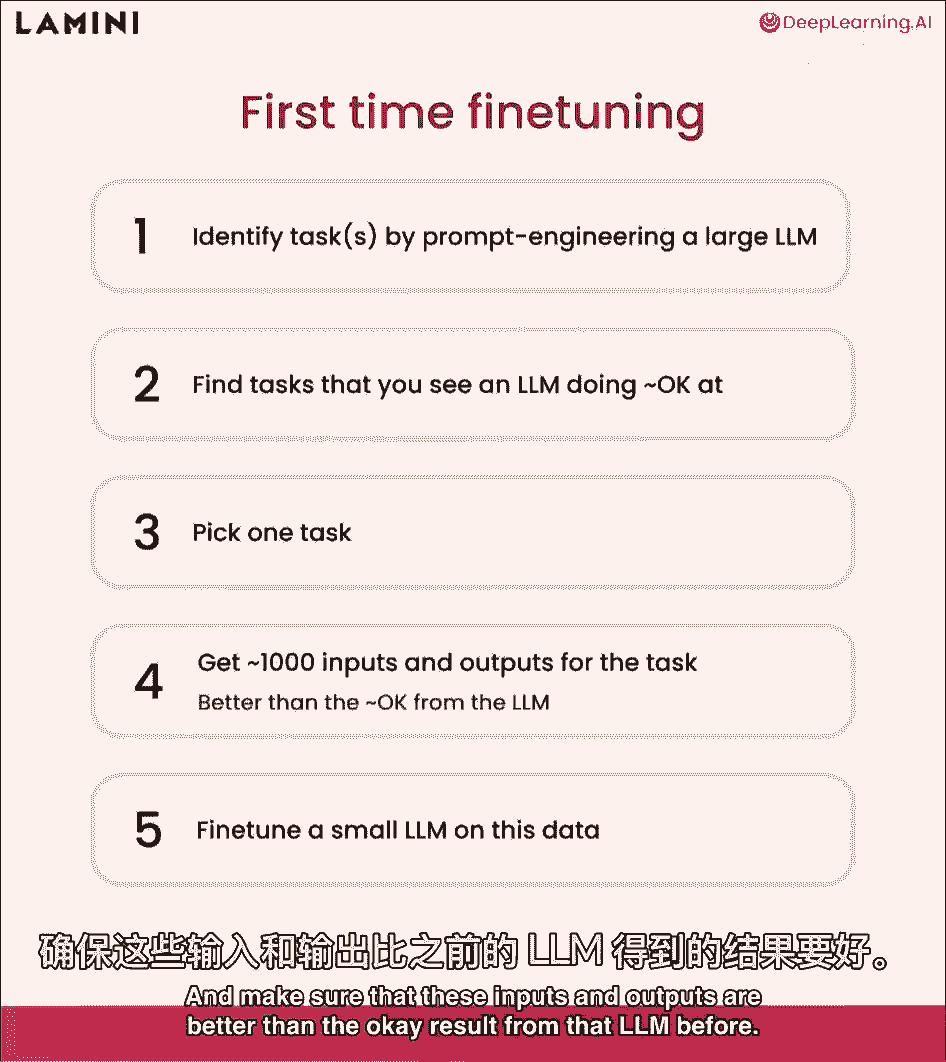 LAMINI
DeepLearning.AI
First time finetuning
1
Identify task(s) by prompt-engineering a large LLM
2
Find tasks that you see an LLM doing ~OK at
3
Pick one task
4
Get ~1000 inputs and outputs for the task
Better than the ~OK from the LLM
5
Finetune a small LLM on this data
确保这些输入和输出比之前的 LLM 得到的结果要好。
And make sure that these inputs and outputs are
better than the okay result from that LLM before.